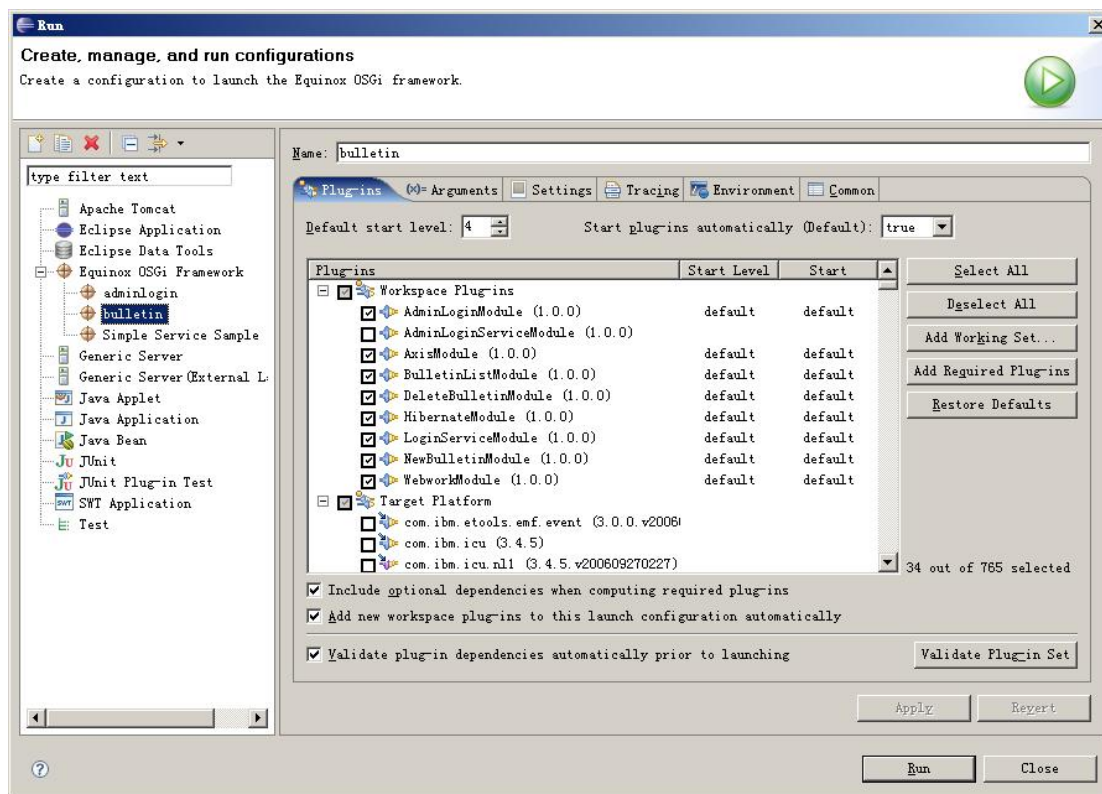 Run
Create, manage, and run configurations
Create a configuration to launch the Equinox OSGi framework.
type filter text
Apache Tomcat
Eclipse Application
Eclipse Data Tools
Equinox OSGi Framework
adminlogin
bulletin
Simple Service Sample
Generic Server
Generic Server(External L
Java Applet
Java Application
Java Bean
JUnit
JUnit Plug-in Test
SWT Application
Test
Name: bulletin
Plug-ins (x)= Arguments Settings Tracing Environment Common
Default start level: 4 Start plug-ins automatically (Default): true
Plug-ins Start Level Start
Workspace Plug-ins
AdminLoginModule (1.0.0) default default
AdminLoginServiceModule (1.0.0)
AxisModule (1.0.0) default default
BulletinListModule (1.0.0) default default
DeleteBulletinModule (1.0.0) default default
HibernateModule (1.0.0) default default
LoginServiceModule (1.0.0) default default
NewBulletinModule (1.0.0) default default
WebworkModule (1.0.0) default default
Target Platform
com.ibm.etools.emf.event (3.0.0.v2006
com.ibm.icu (3.4.5)
com.ibm.icu.nl1 (3.4.5.v200609270227)
Select All
Deselect All
Add Working Set...
Add Required Plug-ins
Restore Defaults
34 out of 765 selected
Include optional dependencies when computing required plug-ins
Add new workspace plug-ins to this launch configuration automatically
Validate plug-in dependencies automatically prior to launching
Validate Plug-in Set
Apply Revert
Run Close